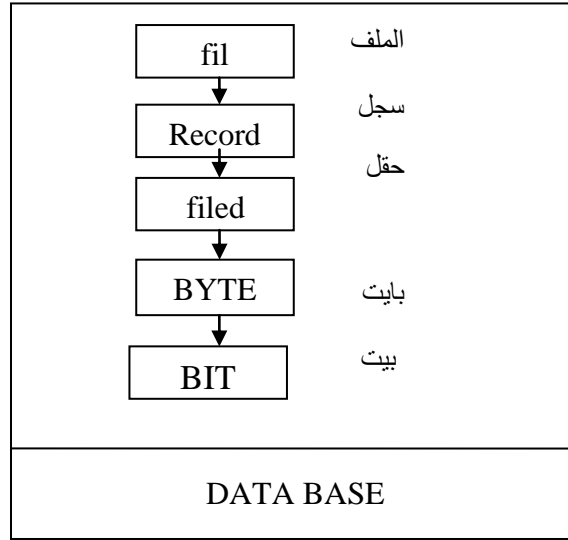 fil
الملف
Record
سجل
filed
حقل
BYTE
بايت
BIT
بيت
DATA BASE